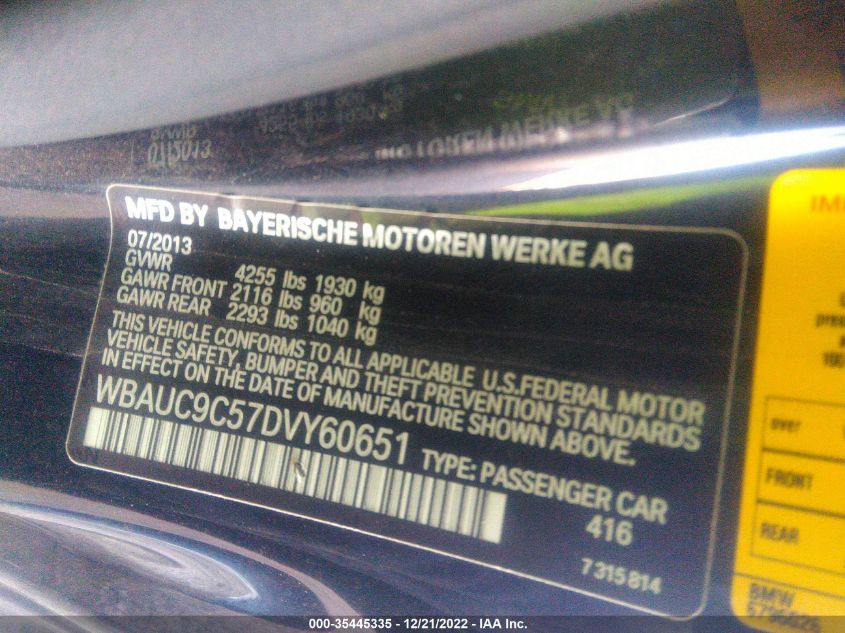 07/2013
MFD BY BAYERISCHE MOTOREN WERKE AG
07/2013
GVWR 4255 lbs 1930 kg
GAWR FRONT 2116 lbs 960 kg
GAWR REAR 2293 lbs 1040 kg
THIS VEHICLE CONFORMS TO ALL APPLICABLE U.S.FEDERAL MOTOR
VEHICLE SAFETY, BUMPER AND THEFT PREVENTION STANDARDS
IN EFFECT ON THE DATE OF MANUFACTURE SHOWN ABOVE.
WBAUC9C57DVY60651
TYPE: PASSENGER CAR
416
7 315 814
over
FRONT
REAR
BMW
000-35445335 - 12/21/2022 - IAA Inc.